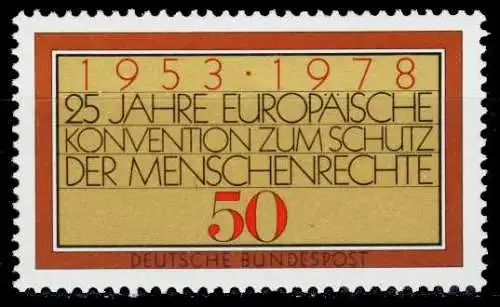 1953·1978
25 JAHRE EUROPÄISCHE
KONVENTION ZUM SCHUTZ
DER MENSCHENRECHTE
50
DEUTSCHE BUNDESPOST